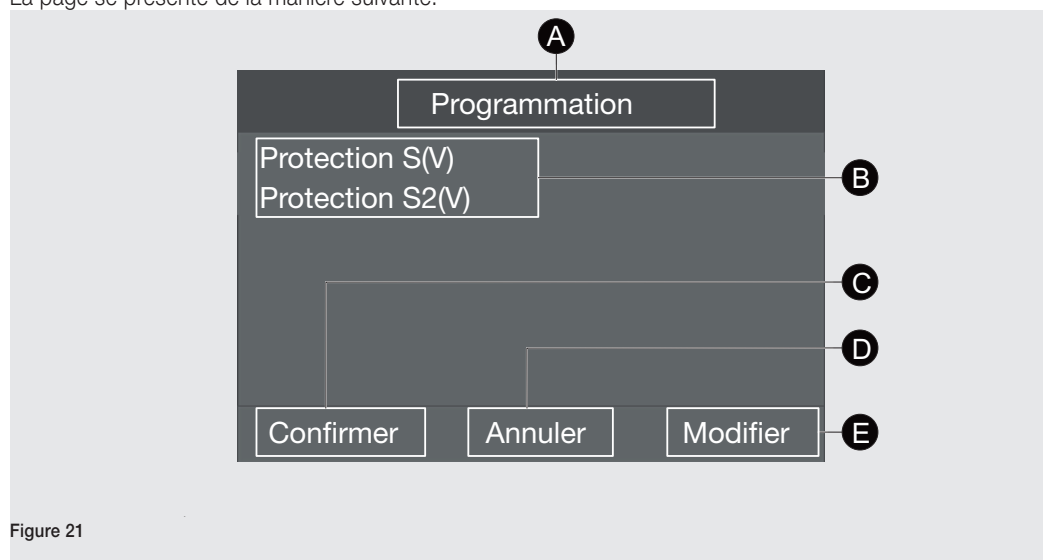 La page se présente de la manière suivante.
A
Programmation
Protection S(V)
Protection S2(V)
B
C
D
Confirmer
Annuler
Modifier
E
Figure 21